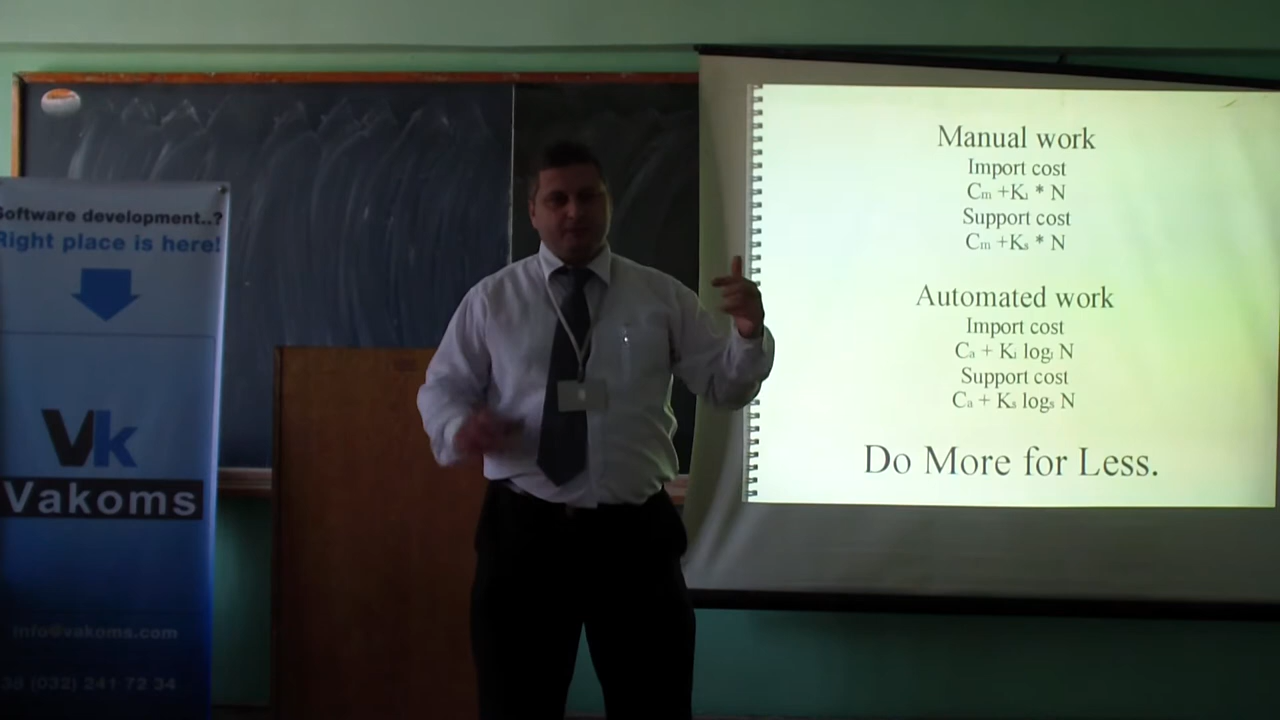 Software development..?
Right place is here!
Vk
Vakoms
info@vakoms.com
38 (032) 241 72 34
Manual work
Import cost
Cm +Ki * N
Support cost
Cm +Ks * N
Automated work
Import cost
Ca + Ki logi N
Support cost
Ca + Ks logs N
Do More for Less.